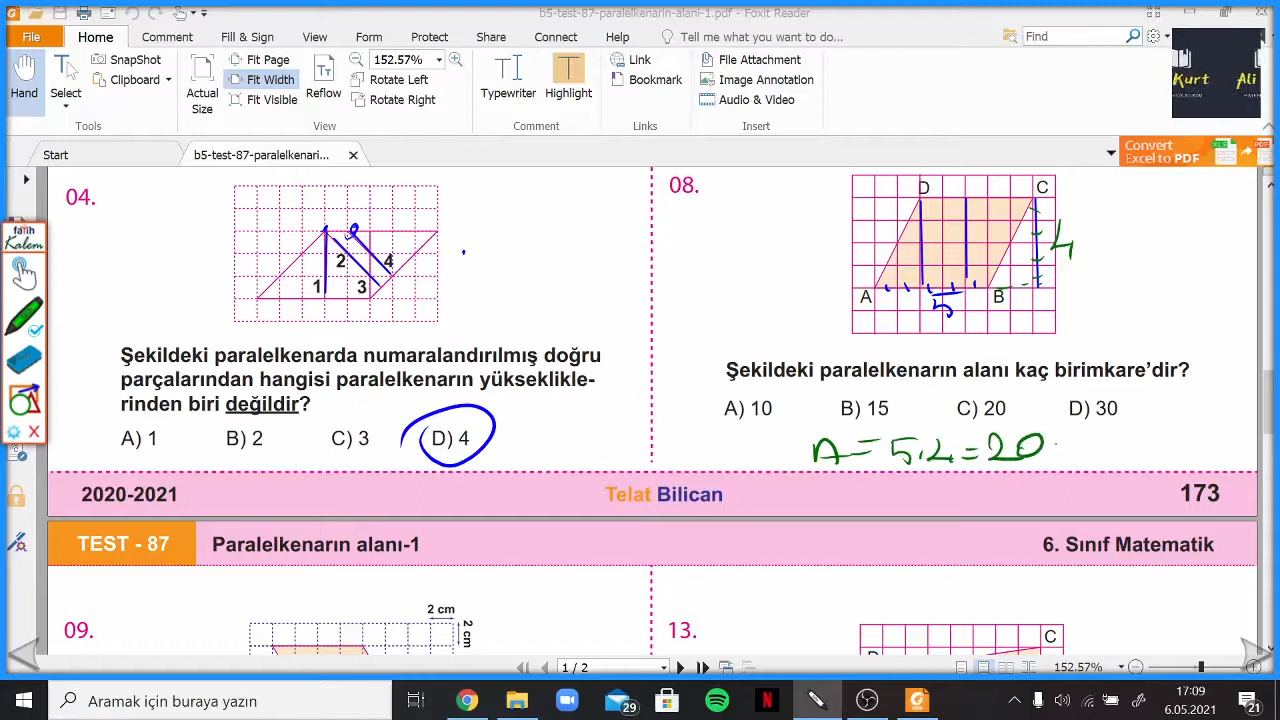 b5-test-87-paralelkenarin-alani-1.pdf - Foxit Reader
File Home Comment Fill & Sign View Form Protect Share Connect Help Tell me what you want to do... Find
Hand
Select
SnapShot
Clipboard
Tools
Actual Size
Fit Page
Fit Width
Fit Visible
Reflow
152.57%
Rotate Left
Rotate Right
View
Typewriter
Highlight
Comment
Link
Bookmark
Links
File Attachment
Image Annotation
Audio & Video
Insert
Kurt Ali
Start
b5-test-87-paralelkenari...
Convert
Excel to PDF
fatih
Kalem
04.
2
4
1
3
Şekildeki paralelkenarda numaralandırılmış doğru
parçalarından hangisi paralelkenarın yükseklikle-
rinden biri değildir?
A) 1 B) 2 C) 3 D) 4
08.
D C
4
A B
5
Şekildeki paralelkenarın alanı kaç birimkare'dir?
A) 10 B) 15 C) 20 D) 30
A = 5.4 = 20
2020-2021 Telat Bilican 173
TEST - 87 Paralelkenarın alanı-1 6. Sınıf Matematik
09.
2 cm
2 cm
13.
C
D
1 / 2
152.57%
Aramak için buraya yazın
29
17:09
6.05.2021
21